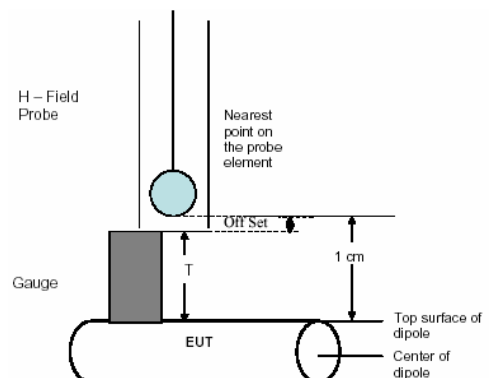 H – Field
Probe
Nearest
point on
the probe
element
Off Set
1 cm
T
Gauge
Top surface of
dipole
EUT
Center of
dipole